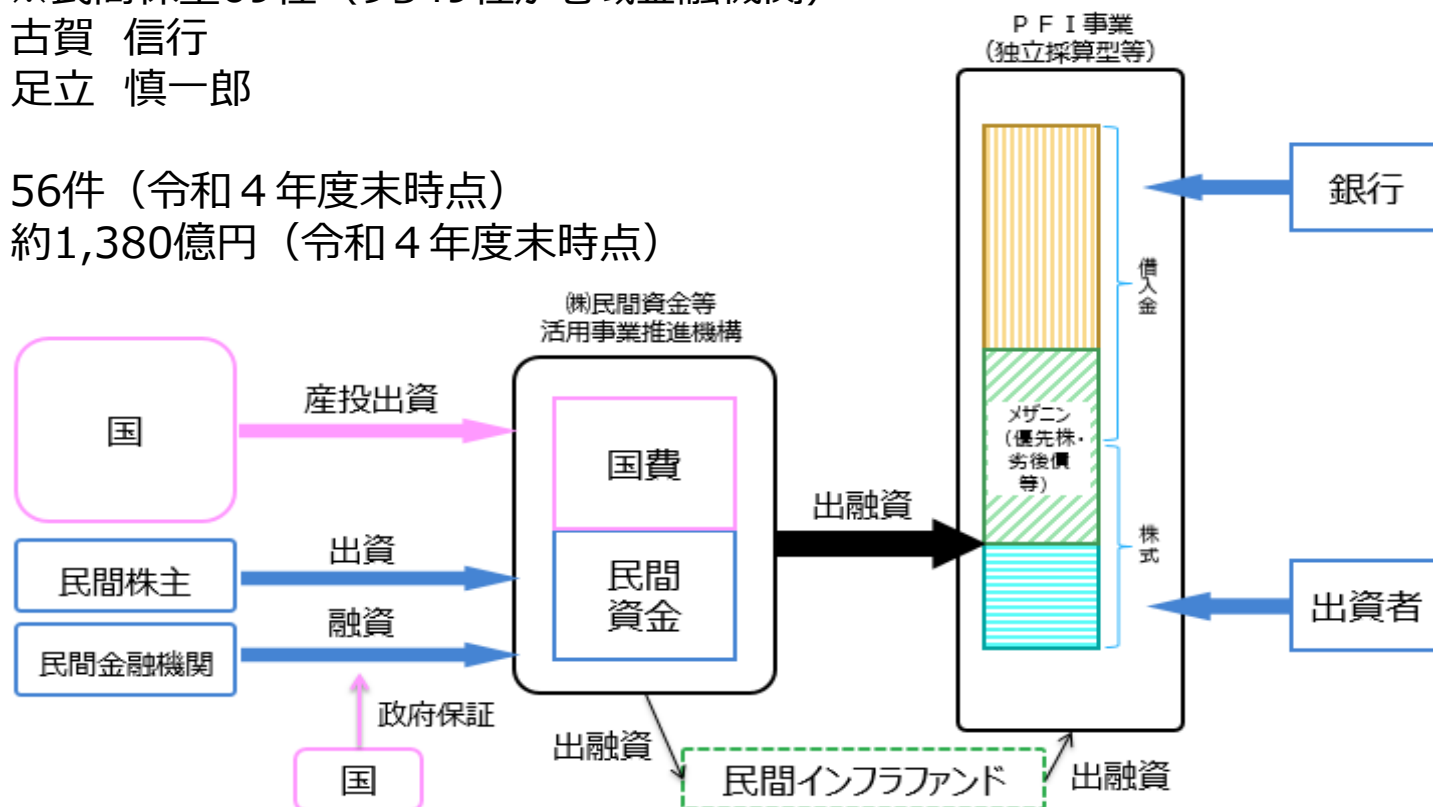 古賀 信行
足立 慎一郎
56件（令和４年度末時点）
約1,380億円（令和４年度末時点）
ＰＦＩ事業
（独立採算型等）
銀行
借入金
㈱民間資金等
活用事業推進機構
国
産投出資
国費
メザニン
（優先株・
劣後債
等）
出融資
株式
民間株主
出資
民間
資金
出資者
融資
民間金融機関
政府保証
国
出融資
民間インフラファンド
出融資